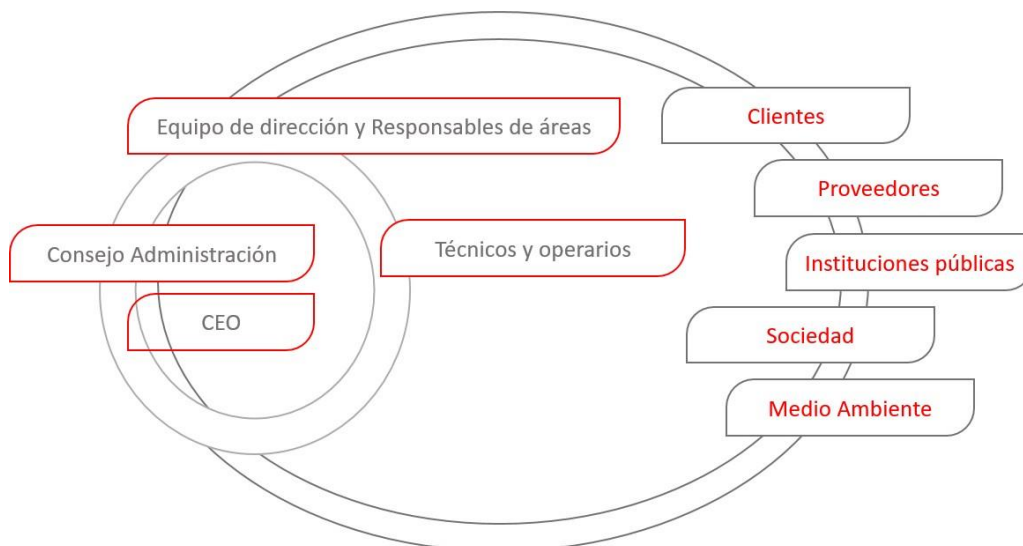 Equipo de dirección y Responsables de áreas
Consejo Administración
CEO
Técnicos y operarios
Clientes
Proveedores
Instituciones públicas
Sociedad
Medio Ambiente